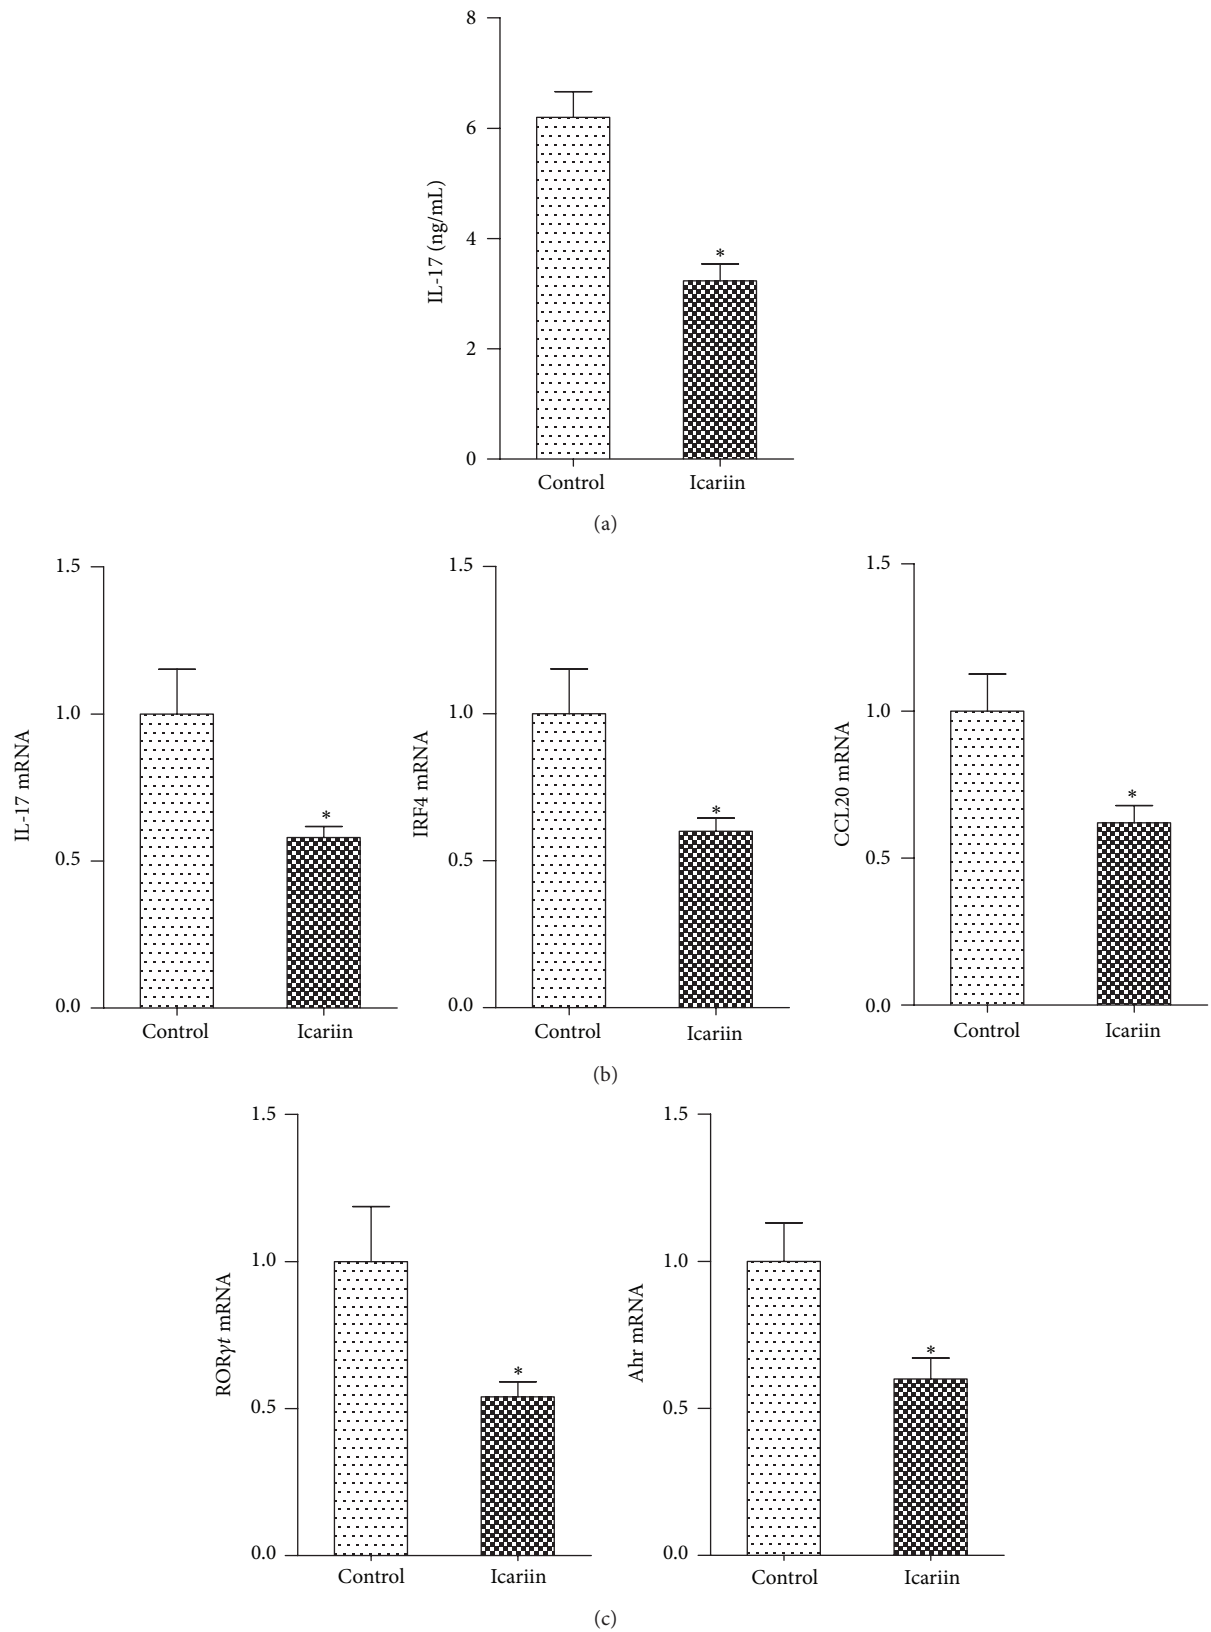 8
6
4
2
0
IL-17 (ng/mL)
*
Control Icariin
(a)
1.5
1.0
0.5
0.0
IL-17 mRNA
*
Control Icariin
1.5
1.0
0.5
0.0
IRF4 mRNA
*
Control Icariin
1.5
1.0
0.5
0.0
CCL20 mRNA
*
Control Icariin
(b)
1.5
1.0
0.5
0.0
RORγt mRNA
*
Control Icariin
1.5
1.0
0.5
0.0
Ahr mRNA
*
Control Icariin
(c)